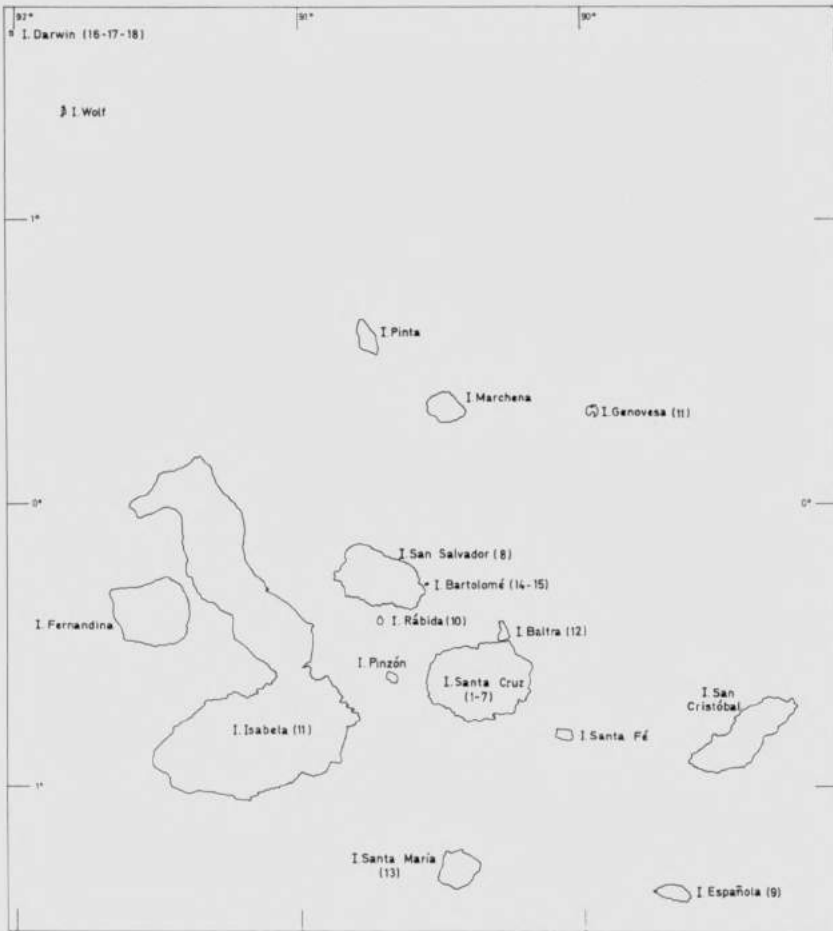 92°
91°
90°
I. Darwin (16-17-18)
I. Wolf
1°
I. Pinta
I. Marchena
I. Genovesa (11)
0°
0°
I. San Salvador (8)
I. Bartolomé (14-15)
I. Rábida (10)
I. Fernandina
I. Baltra (12)
I. Pinzón
I. Santa Cruz
(1-7)
I. San
Cristóbal
I. Isabela (11)
I. Santa Fé
1°
I. Santa María
(13)
I. Española (9)